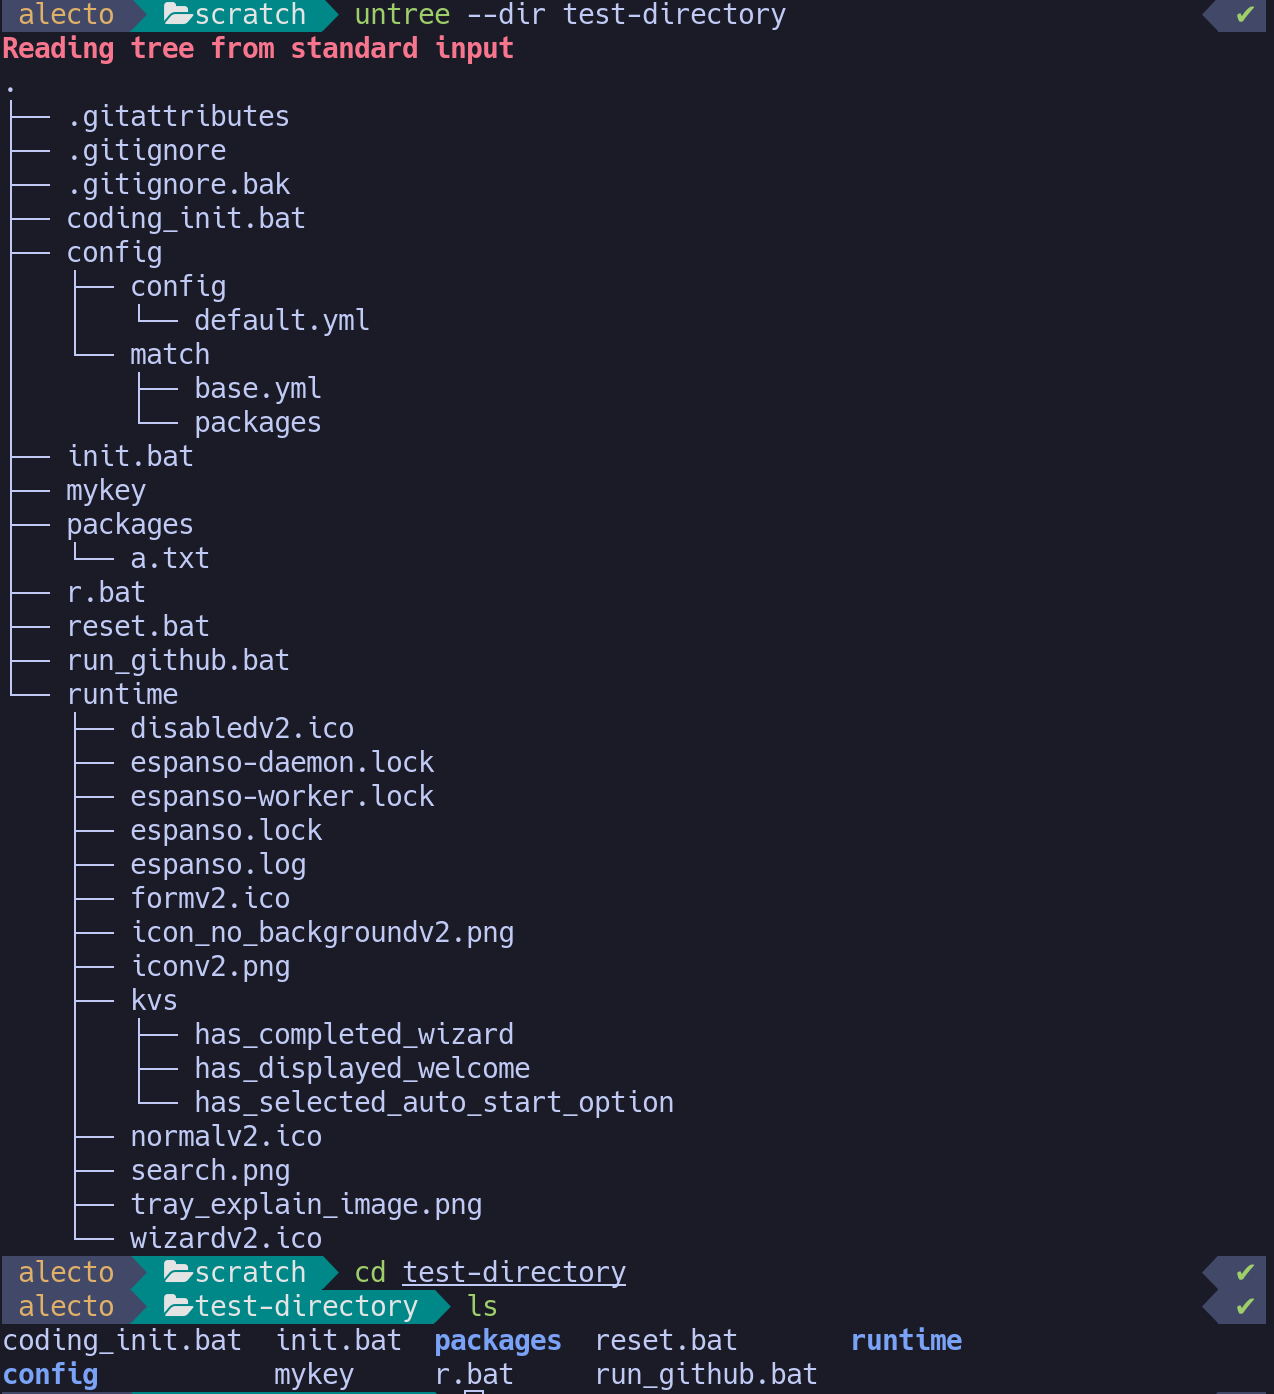 alecto scratch untree --dir test-directory ✔
Reading tree from standard input
.
├── .gitattributes
├── .gitignore
├── .gitignore.bak
├── coding_init.bat
├── config
│   ├── config
│   │   └── default.yml
│   └── match
│       ├── base.yml
│       └── packages
├── init.bat
├── mykey
├── packages
│   └── a.txt
├── r.bat
├── reset.bat
├── run_github.bat
└── runtime
    ├── disabledv2.ico
    ├── espanso-daemon.lock
    ├── espanso-worker.lock
    ├── espanso.lock
    ├── espanso.log
    ├── formv2.ico
    ├── icon_no_backgroundv2.png
    ├── iconv2.png
    ├── kvs
    │   ├── has_completed_wizard
    │   ├── has_displayed_welcome
    │   └── has_selected_auto_start_option
    ├── normalv2.ico
    ├── search.png
    ├── tray_explain_image.png
    └── wizardv2.ico
alecto scratch cd test-directory ✔
alecto test-directory ls ✔
coding_init.bat  init.bat  packages  reset.bat       runtime
config           mykey     r.bat     run_github.bat